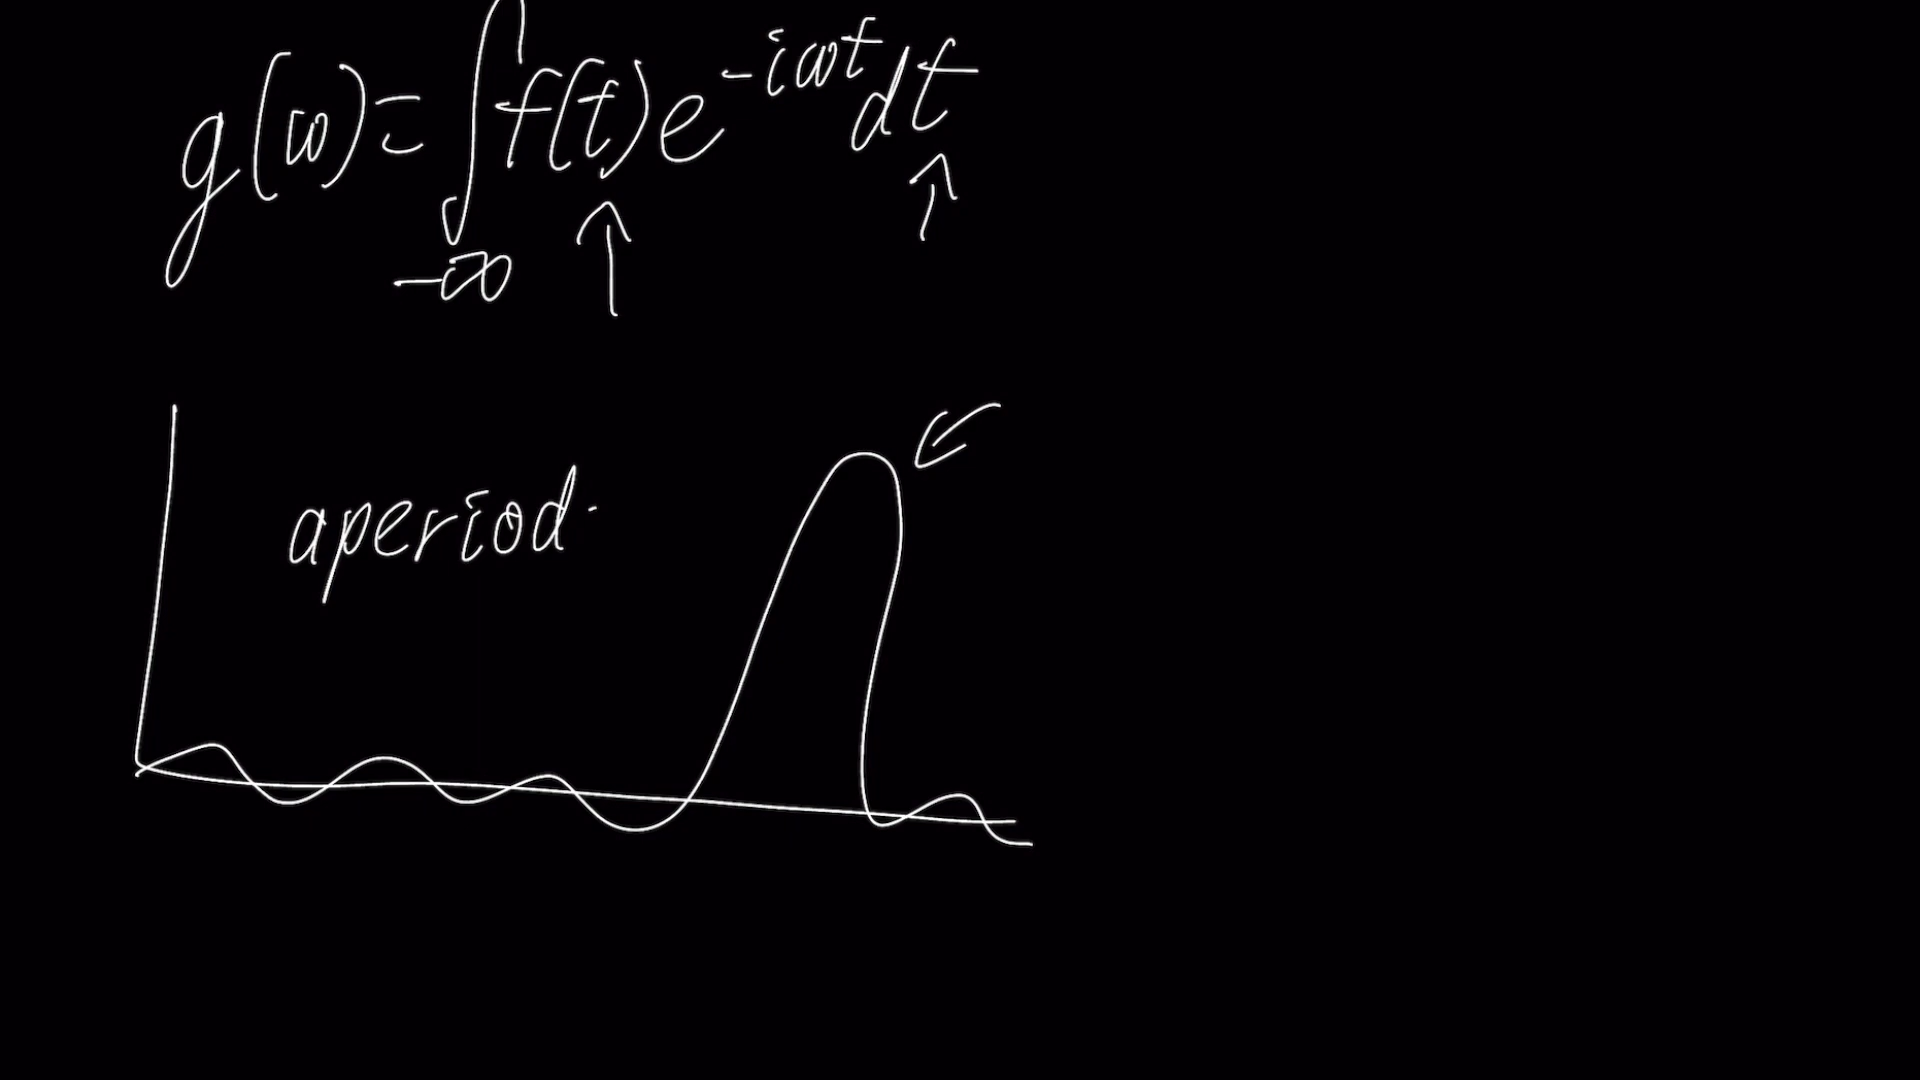 g(ω)=∫f(t)e^{-iωt}dt
-∞
aperiod.